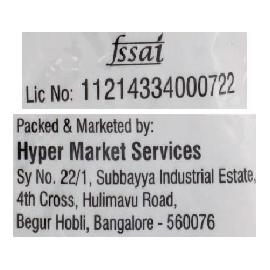 fssai
Lic No: 11214334000722
Packed & Marketed by:
Hyper Market Services
Sy No. 22/1, Subbayya Industrial Estate,
4th Cross, Hulimavu Road,
Begur Hobli, Bangalore - 560076